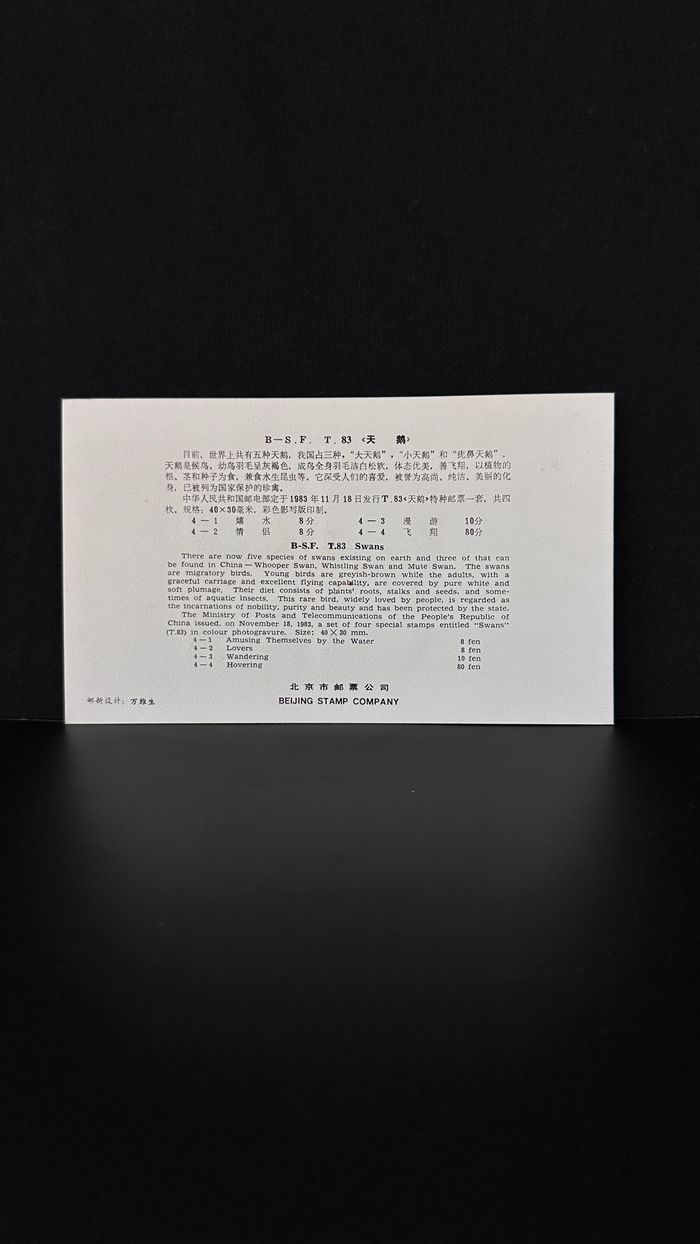 B—S.F. T.83 《天 鹅》
目前，世界上共有五种天鹅，我国占三种，“大天鹅”，“小天鹅”和“疣鼻天鹅”。
天鹅是候鸟。幼鸟羽毛呈灰褐色，成鸟全身羽毛洁白松软，体态优美，善飞翔，以植物的
根、茎和种子为食，兼食水生昆虫等。它深受人们的喜爱，被誉为高尚、纯洁、美丽的化
身，已被列为国家保护的珍禽。
中华人民共和国邮电部定于1983年11月18日发行T.83《天鹅》特种邮票一套，共四
枚。规格：40×30毫米，彩色影写版印制。
4—1 嬉 水 8分 4—3 漫 游 10分
4—2 情 侣 8分 4—4 飞 翔 80分
B-S.F. T.83 Swans
There are now five species of swans existing on earth and three of that can
be found in China — Whooper Swan, Whistling Swan and Mute Swan. The swans
are migratory birds. Young birds are greyish-brown while the adults, with a
graceful carriage and excellent flying capability, are covered by pure white and
soft plumage. Their diet consists of plants' roots, stalks and seeds, and some-
times of aquatic insects. This rare bird, widely loved by people, is regarded as
the incarnations of nobility, purity and beauty and has been protected by the state.
The Ministry of Posts and Telecommunications of the People's Republic of
China issued, on November 18, 1983, a set of four special stamps entitled "Swans"
(T.83) in colour photogravure. Size: 40×30 mm.
4—1 Amusing Themselves by the Water 8 fen
4—2 Lovers 8 fen
4—3 Wandering 10 fen
4—4 Hovering 80 fen
北京市邮票公司
邮折设计：万维生
BEIJING STAMP COMPANY